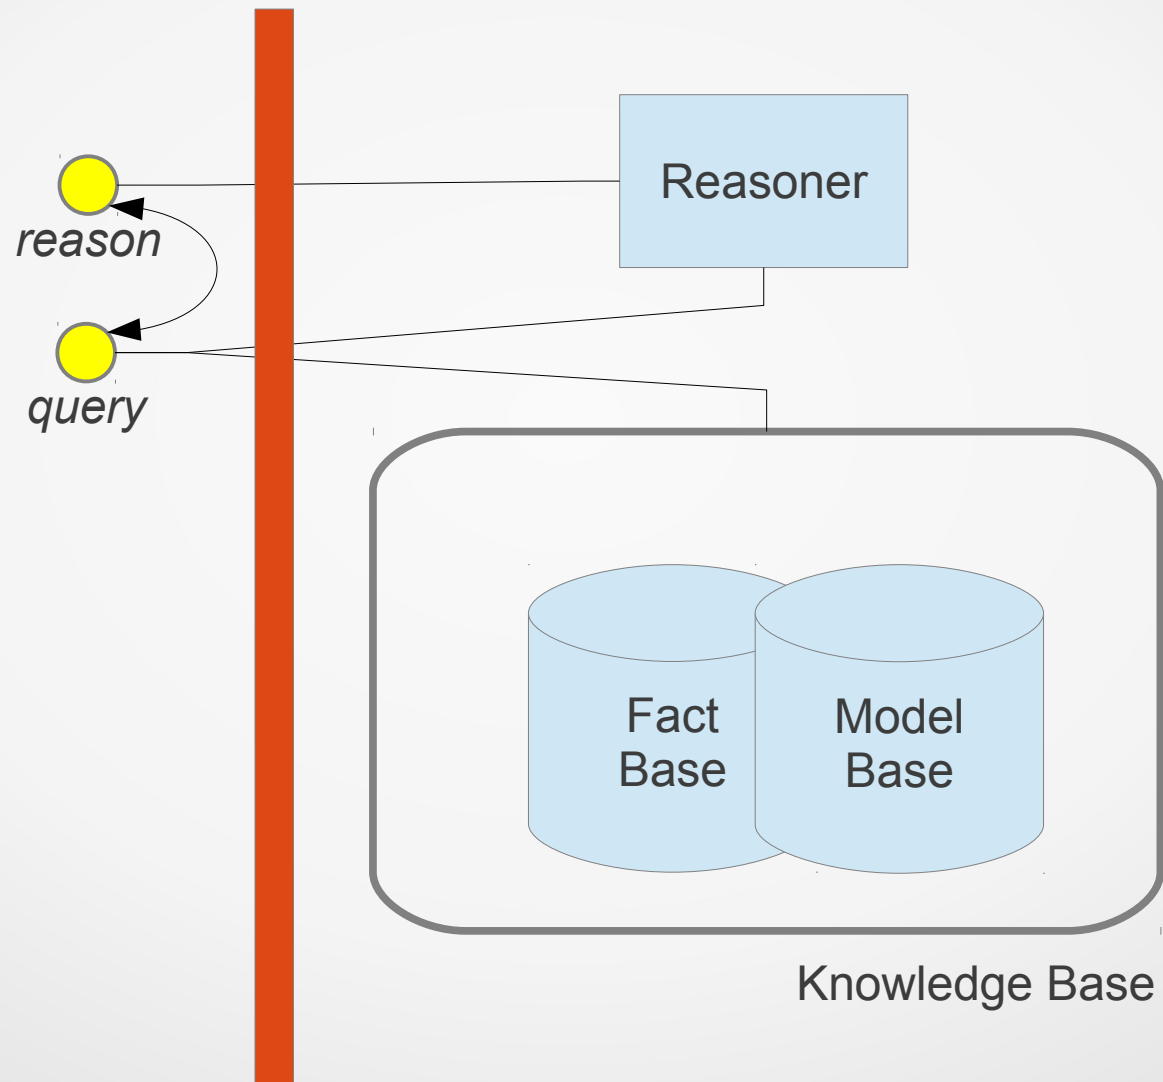 Reasoner
reason
query
Fact
Base
Model
Base
Knowledge Base